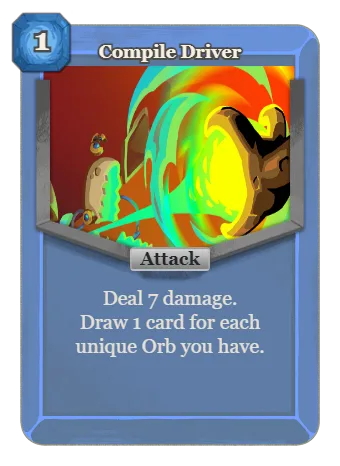 1
Compile Driver
Attack
Deal 7 damage.
Draw 1 card for each
unique Orb you have.